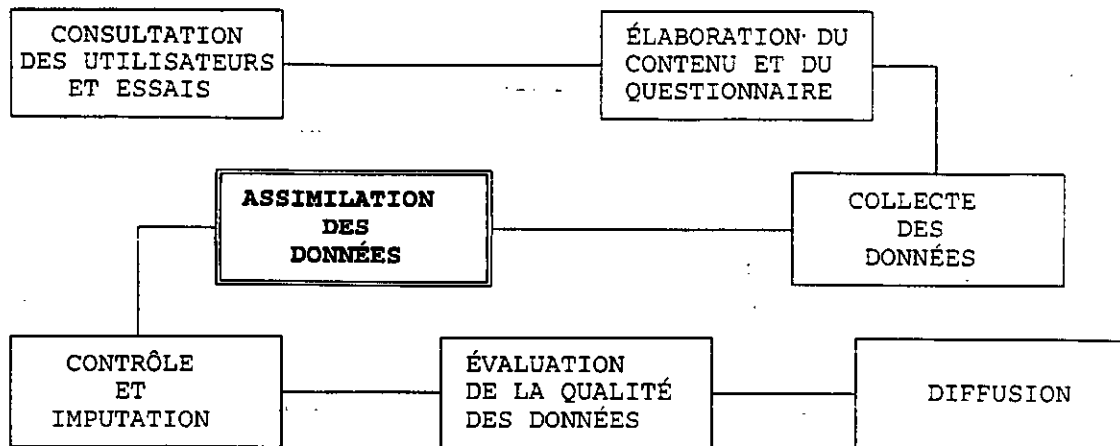 CONSULTATION
DES UTILISATEURS
ET ESSAIS
ÉLABORATION DU
CONTENU ET DU
QUESTIONNAIRE
ASSIMILATION
DES
DONNÉES
COLLECTE
DES
DONNÉES
CONTRÔLE
ET
IMPUTATION
ÉVALUATION
DE LA QUALITÉ
DES DONNÉES
DIFFUSION